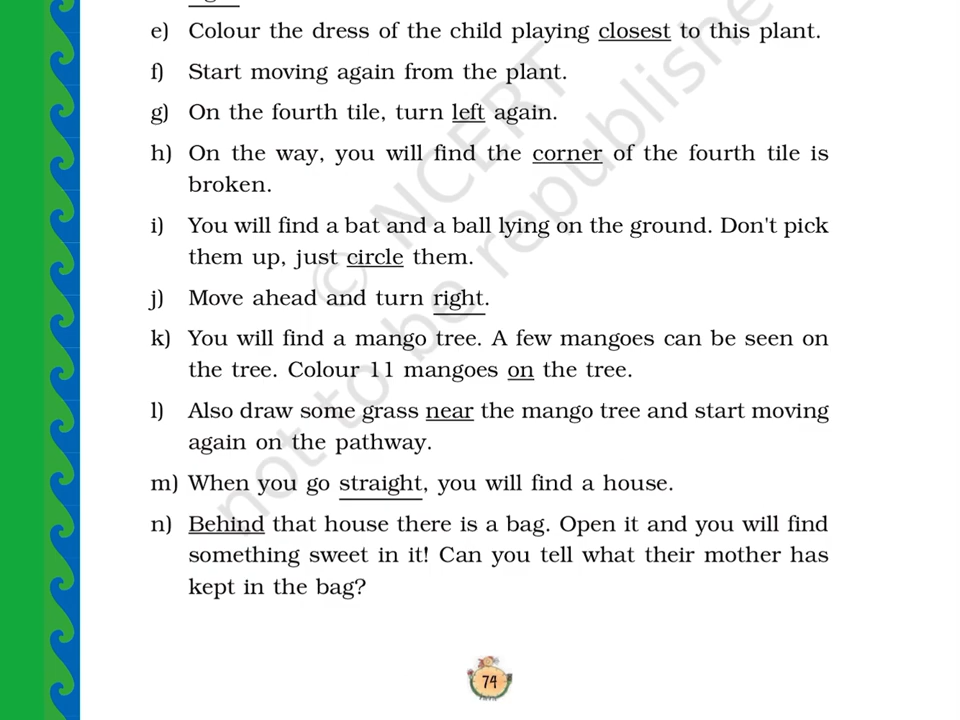 e) Colour the dress of the child playing closest to this plant.
f) Start moving again from the plant.
g) On the fourth tile, turn left again.
h) On the way, you will find the corner of the fourth tile is
broken.
i) You will find a bat and a ball lying on the ground. Don't pick
them up, just circle them.
j) Move ahead and turn right.
k) You will find a mango tree. A few mangoes can be seen on
the tree. Colour 11 mangoes on the tree.
l) Also draw some grass near the mango tree and start moving
again on the pathway.
m) When you go straight, you will find a house.
n) Behind that house there is a bag. Open it and you will find
something sweet in it! Can you tell what their mother has
kept in the bag?
74
© NCERT
not to be republishe